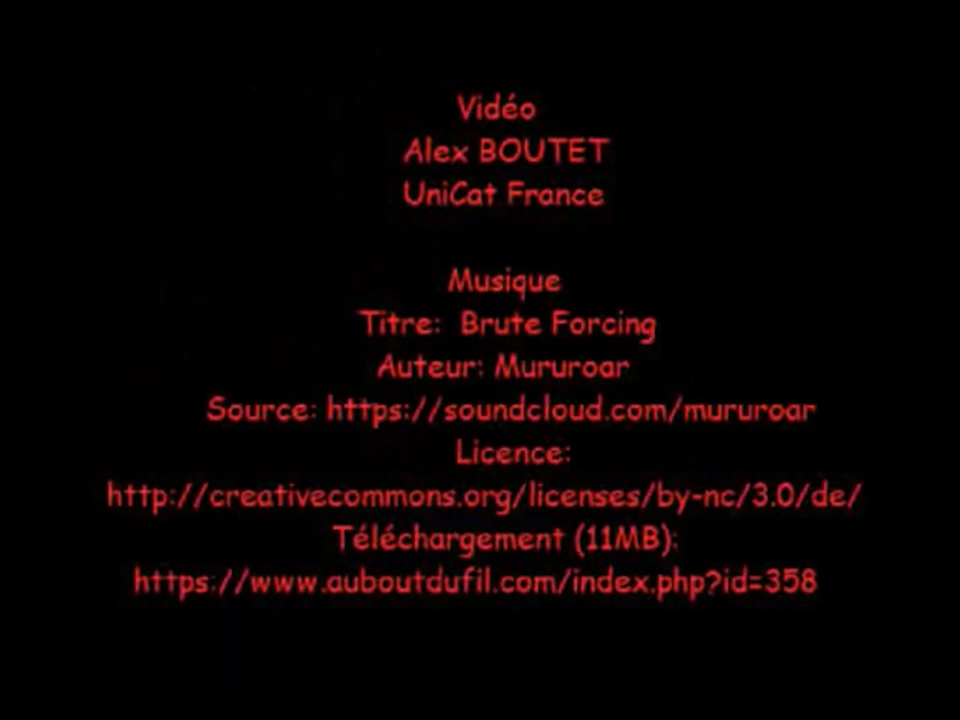 Vidéo
Alex BOUTET
UniCat France
Musique
Titre: Brute Forcing
Auteur: Mururoar
Source: https://soundcloud.com/mururoar
Licence:
http://creativecommons.org/licenses/by-nc/3.0/de/
Téléchargement (11MB):
https://www.auboutdufil.com/index.php?id=358